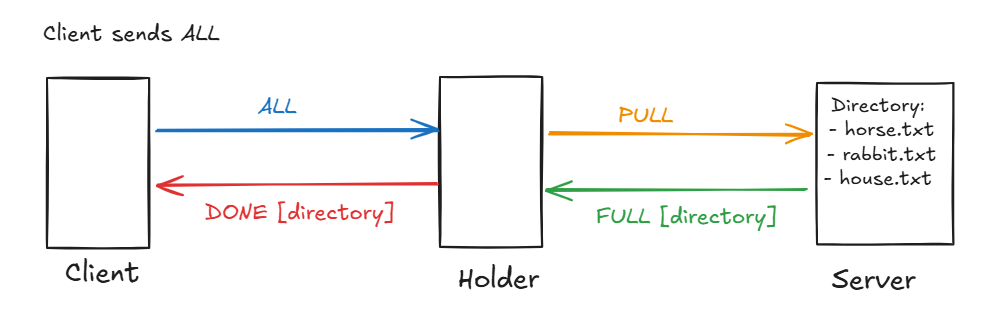 Client sends ALL
ALL
PULL
Directory:
- horse.txt
- rabbit.txt
- house.txt
DONE [directory]
FULL [directory]
Client
Holder
Server